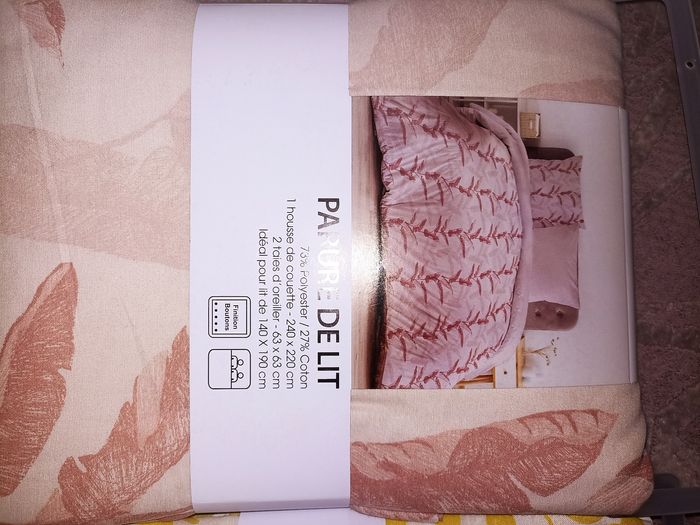 PARURE DE LIT
73% Polyester / 27% Coton
1 housse de couette - 240 x 220 cm
2 taies d'oreiller - 63 x 63 cm
Idéal pour lit de 140 X 190 cm
Finition
Boutons